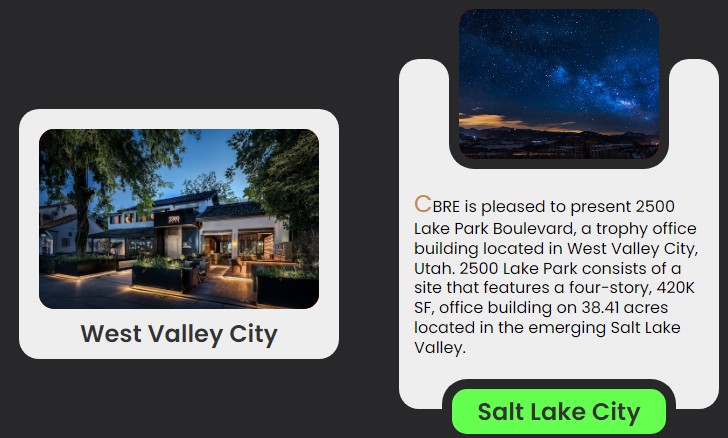 West Valley City
CBRE is pleased to present 2500
Lake Park Boulevard, a trophy office
building located in West Valley City,
Utah. 2500 Lake Park consists of a
site that features a four-story, 420K
SF, office building on 38.41 acres
located in the emerging Salt Lake
Valley.
Salt Lake City